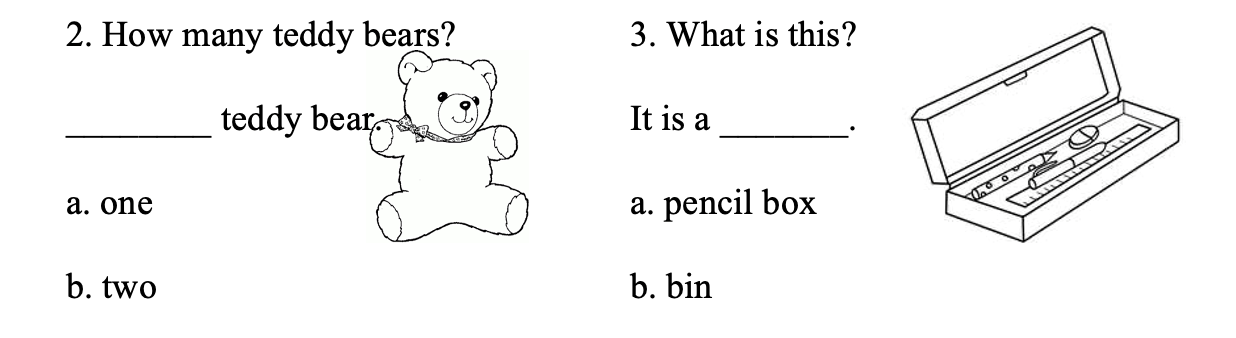 2. How many teddy bears?
_________ teddy bear.
a. one
b. two
3. What is this?
It is a ________.
a. pencil box
b. bin